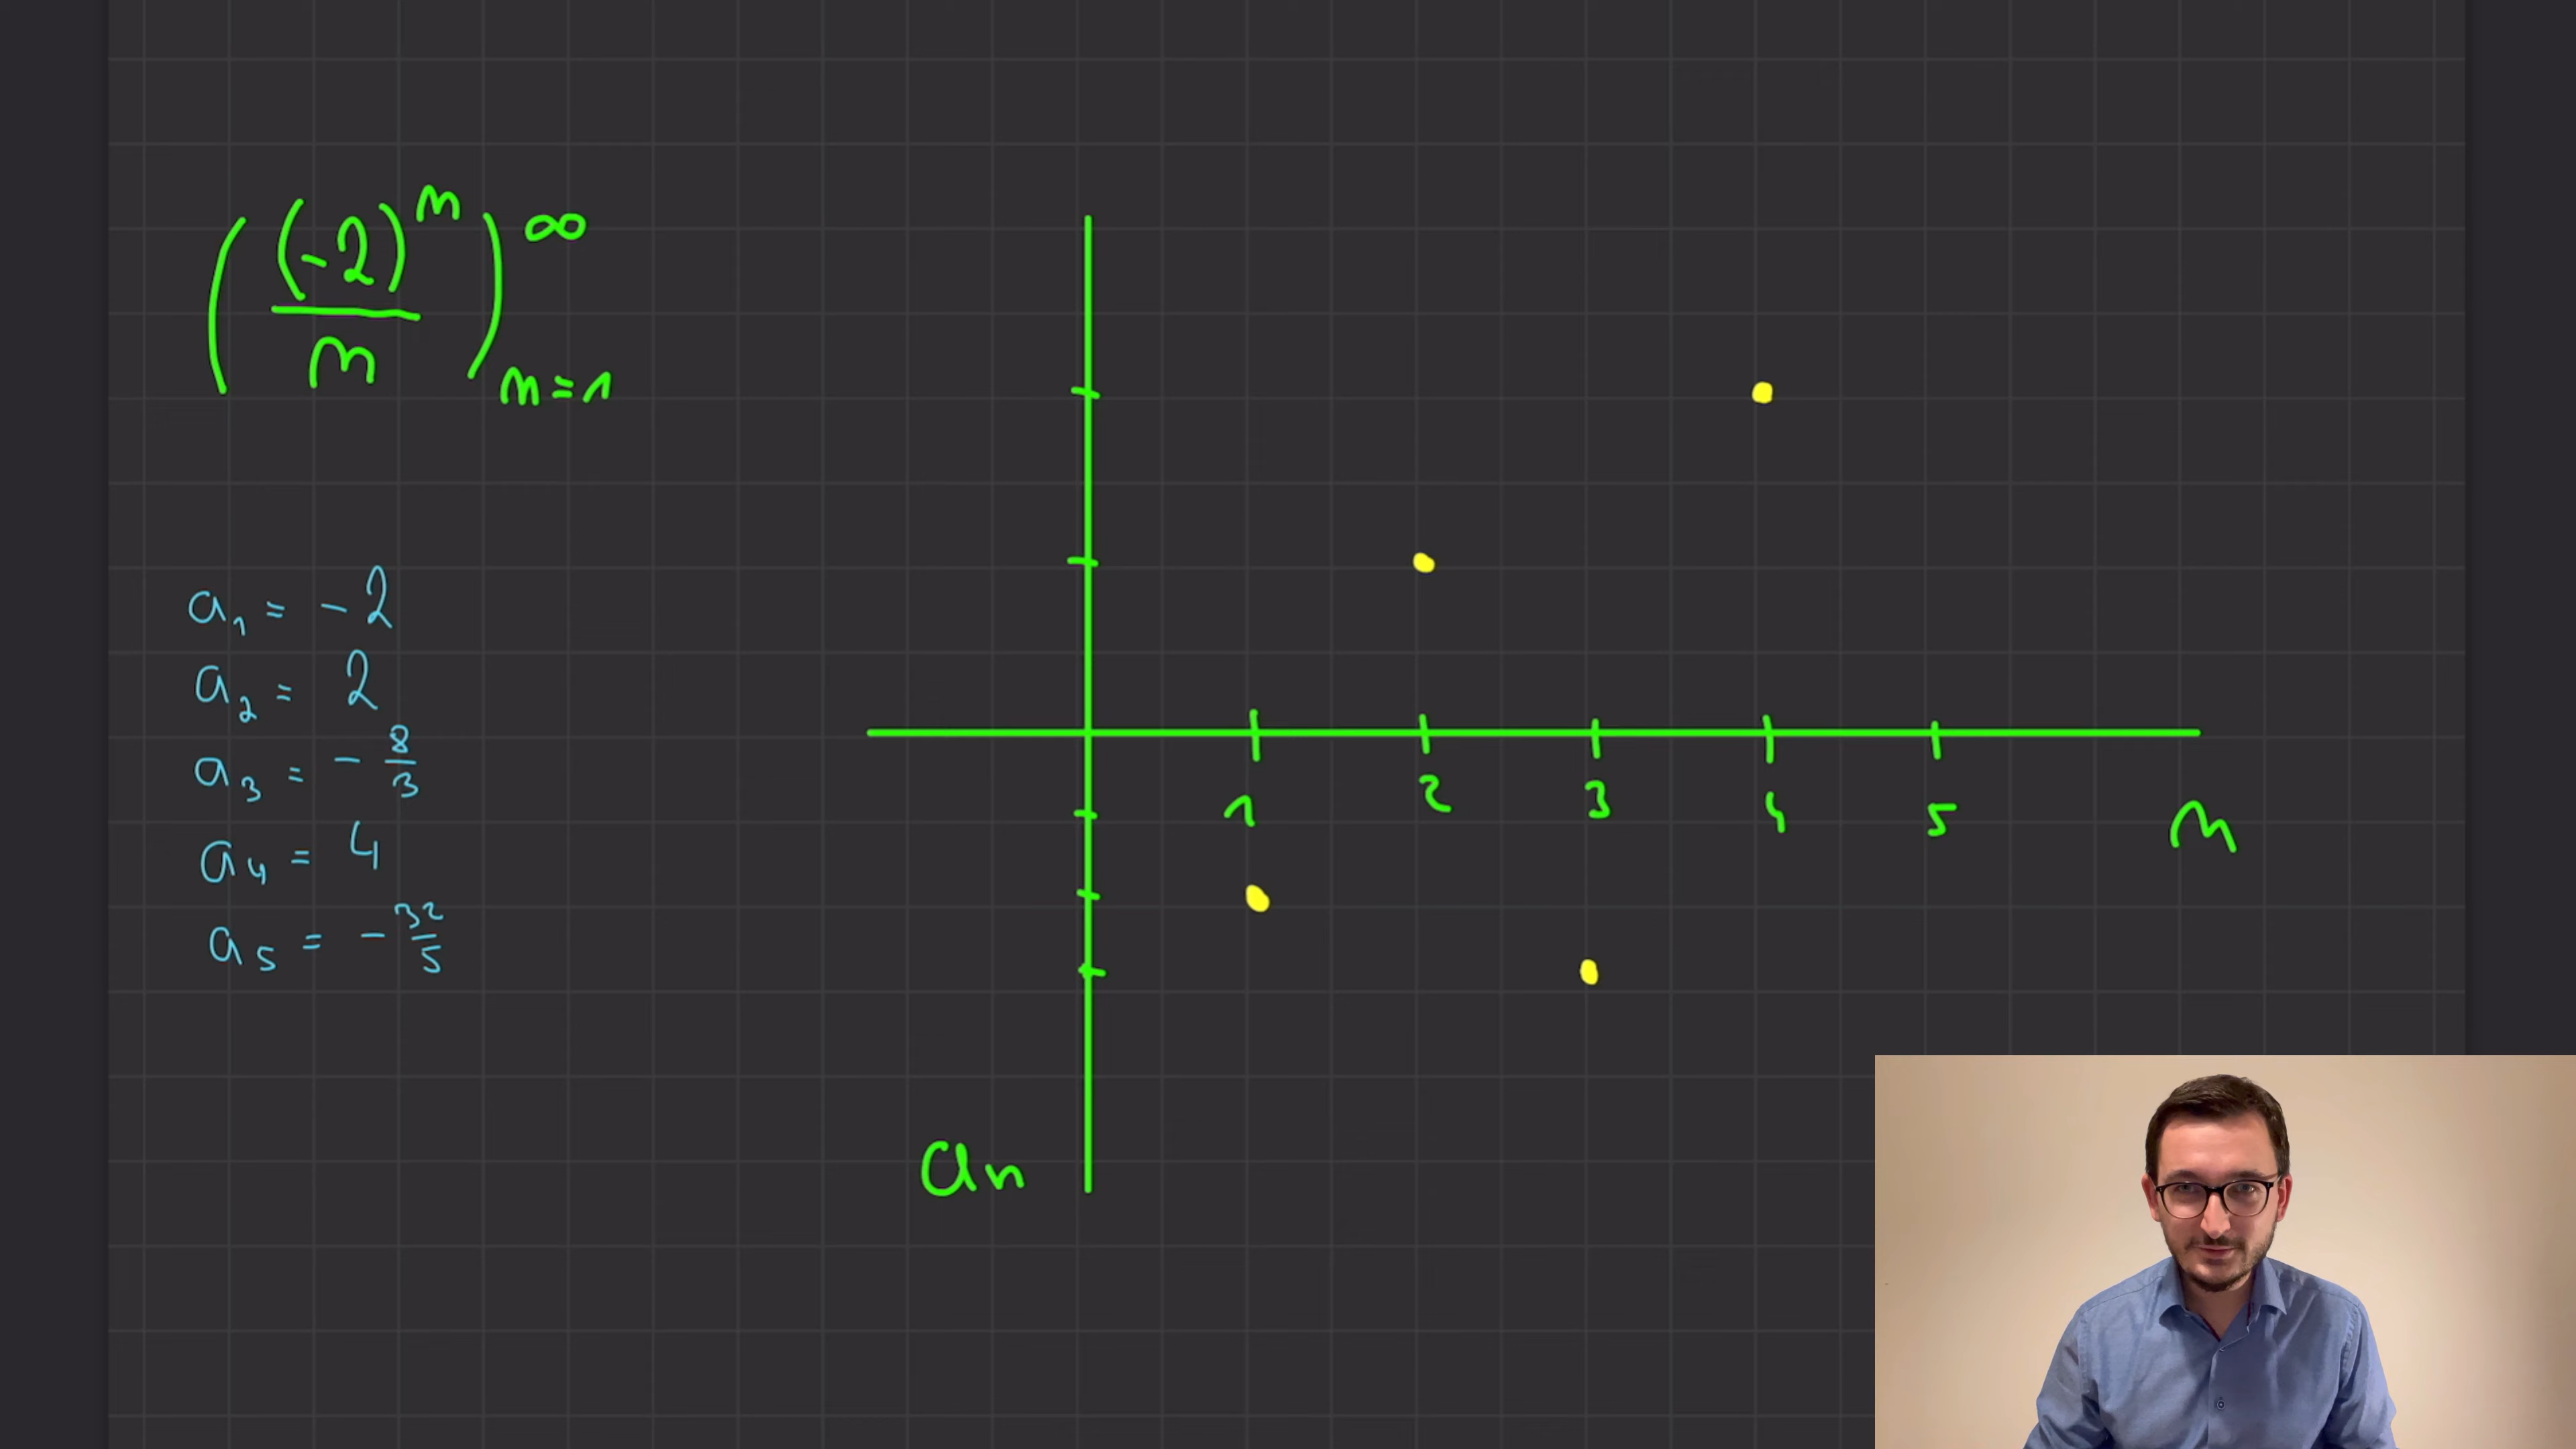 ((-2)^n / n)_{n=1}^∞
a₁ = -2
a₂ = 2
a₃ = - 8/3
a₄ = 4
a₅ = - 32/5
1 2 3 4 5 n
an